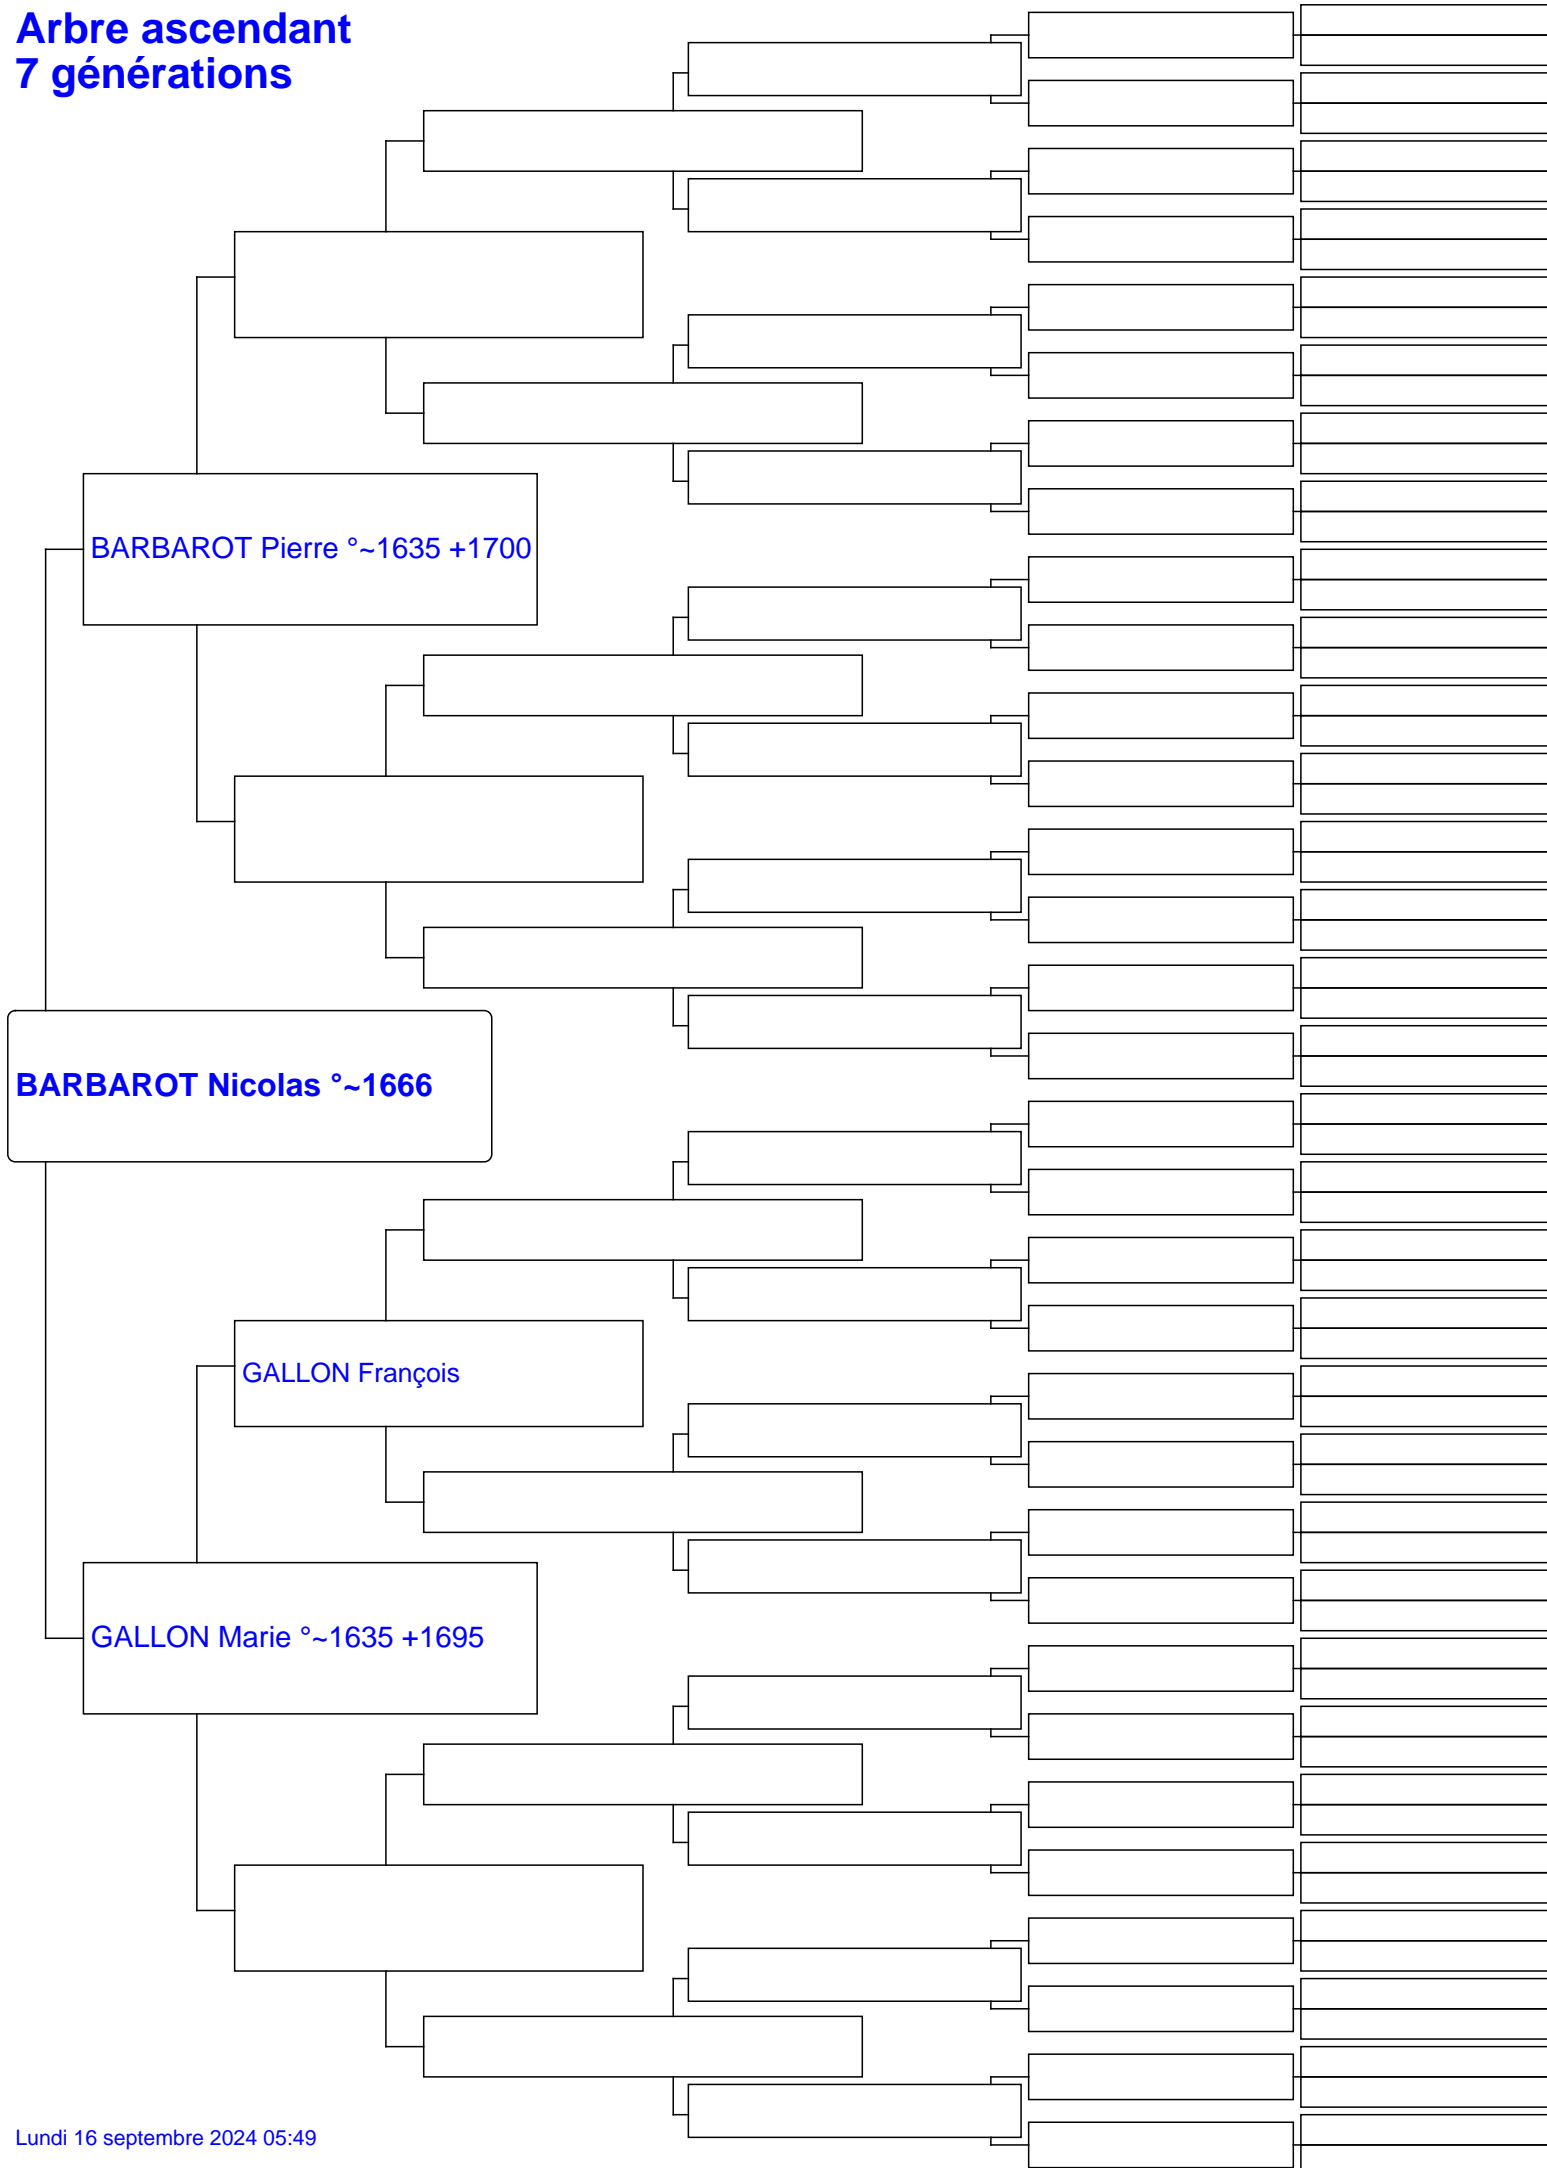 Arbre ascendant
7 générations
BARBAROT Pierre °~1635 +1700
BARBAROT Nicolas °~1666
GALLON François
GALLON Marie °~1635 +1695
Lundi 16 septembre 2024 05:49